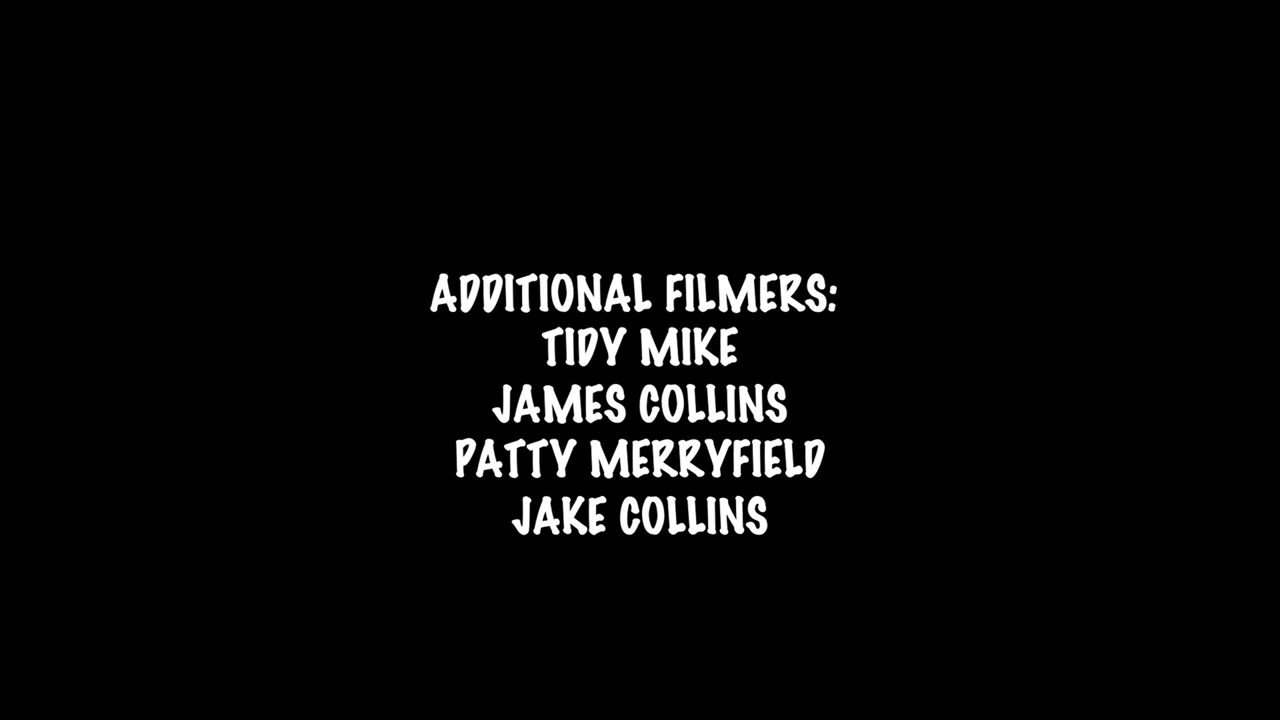 ADDITIONAL FILMERS:
TIDY MIKE
JAMES COLLINS
PATTY MERRYFIELD
JAKE COLLINS